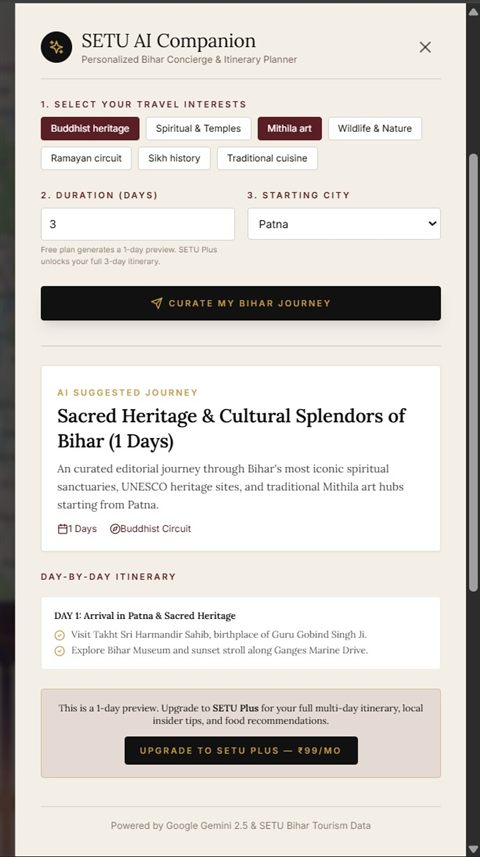 SETU AI Companion
Personalized Bihar Concierge & Itinerary Planner
1. SELECT YOUR TRAVEL INTERESTS
Buddhist heritage
Spiritual & Temples
Mithila art
Wildlife & Nature
Ramayan circuit
Sikh history
Traditional cuisine
2. DURATION (DAYS)
3. STARTING CITY
3
Patna
Free plan generates a 1-day preview. SETU Plus
unlocks your full 3-day itinerary.
CURATE MY BIHAR JOURNEY
AI SUGGESTED JOURNEY
Sacred Heritage & Cultural Splendors of
Bihar (1 Days)
An curated editorial journey through Bihar's most iconic spiritual
sanctuaries, UNESCO heritage sites, and traditional Mithila art hubs
starting from Patna.
1 Days
Buddhist Circuit
DAY-BY-DAY ITINERARY
DAY 1: Arrival in Patna & Sacred Heritage
Visit Takht Sri Harmandir Sahib, birthplace of Guru Gobind Singh Ji.
Explore Bihar Museum and sunset stroll along Ganges Marine Drive.
This is a 1-day preview. Upgrade to SETU Plus for your full multi-day itinerary, local
insider tips, and food recommendations.
UPGRADE TO SETU PLUS — ₹99/MO
Powered by Google Gemini 2.5 & SETU Bihar Tourism Data